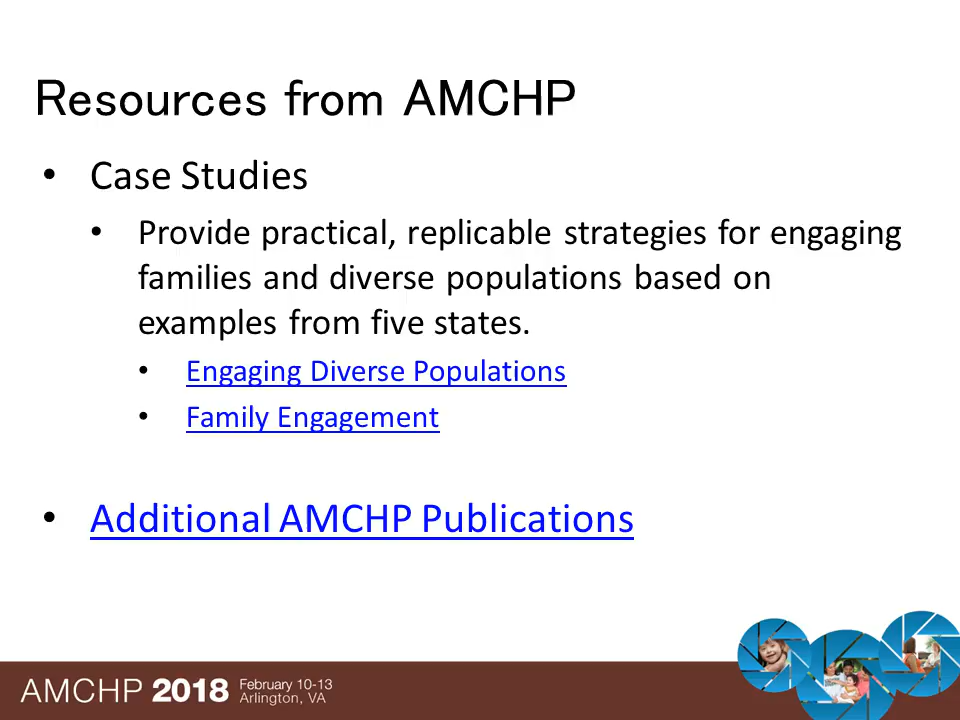 Resources from AMCHP
• Case Studies
• Provide practical, replicable strategies for engaging
families and diverse populations based on
examples from five states.
• Engaging Diverse Populations
• Family Engagement
• Additional AMCHP Publications
AMCHP 2018 February 10-13
Arlington, VA